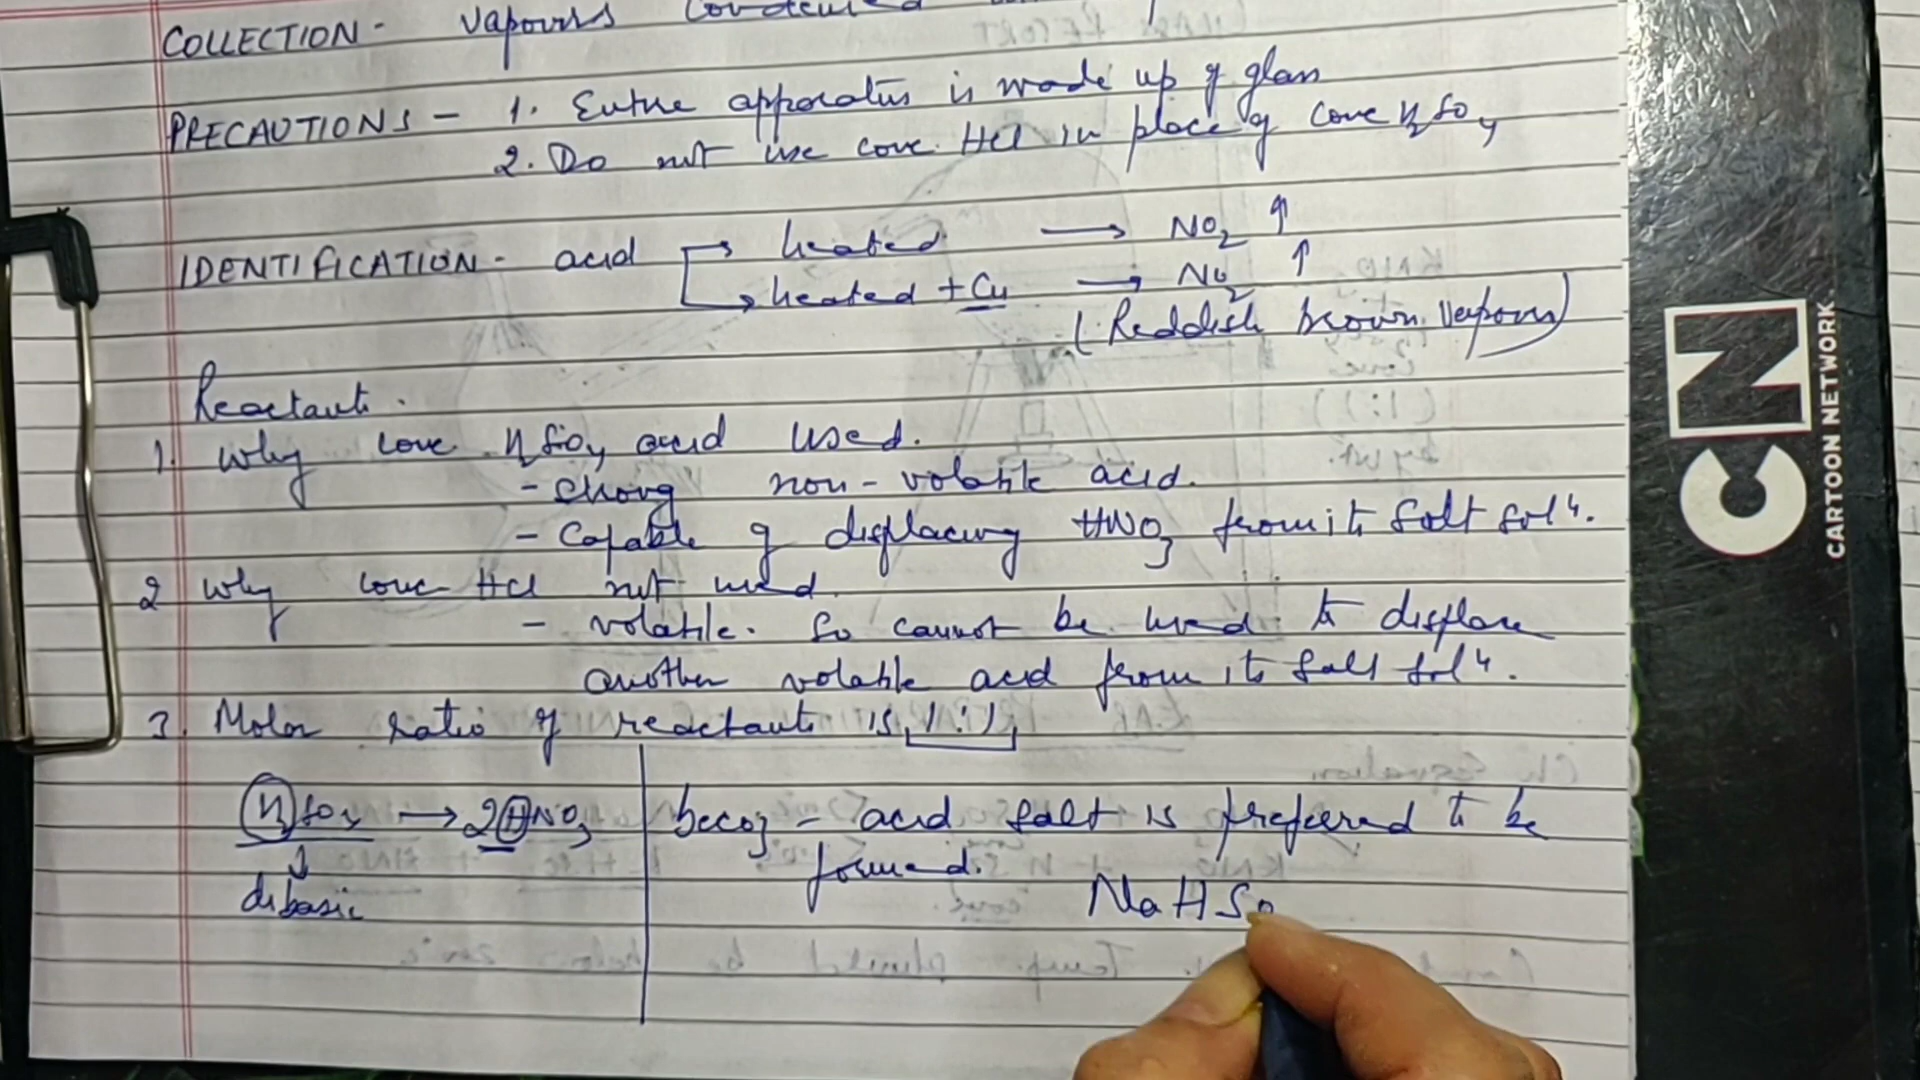 COLLECTION - vapours condensed
PRECAUTIONS - 1. Entire apparatus is made up of glass
2. Do not use conc. HCl in place of conc H2SO4
IDENTIFICATION - acid → heated → NO2 ↑
→ heated + Cu → NO2 ↑
(Reddish brown vapours)
Reactants.
1. Why conc. H2SO4 acid used.
- Strong non-volatile acid.
- Capable of displacing HNO3 from its salt solⁿ.
2 Why conc HCl not used.
- volatile. So cannot be used to displace
another volatile acid from its salt solⁿ.
3. Molar ratio of reactants is 1:1,
H2SO4 → 2HNO3
↓
dibasic
becoz - acid salt is preferred to be
formed.
NaHSO
CN
CARTOON NETWORK